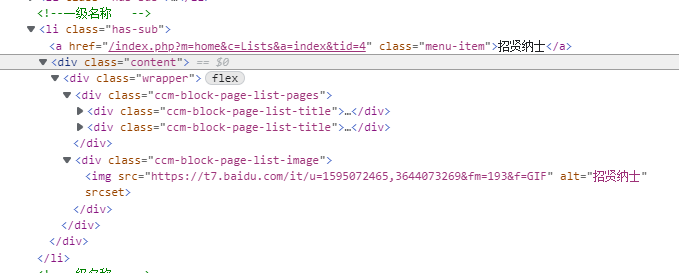 <!--一级名称 -->
▼<li class="has-sub">
<a href="/index.php?m=home&c=Lists&a=index&tid=4" class="menu-item">招贤纳士</a>
▼<div class="content"> == $0
▼<div class="wrapper"> flex
▼<div class="ccm-block-page-list-pages">
▶<div class="ccm-block-page-list-title">…</div>
▶<div class="ccm-block-page-list-title">…</div>
</div>
▼<div class="ccm-block-page-list-image">
<img src="https://t7.baidu.com/it/u=1595072465,3644073269&fm=193&f=GIF" alt="招贤纳士"
srcset>
</div>
</div>
</div>
</li>